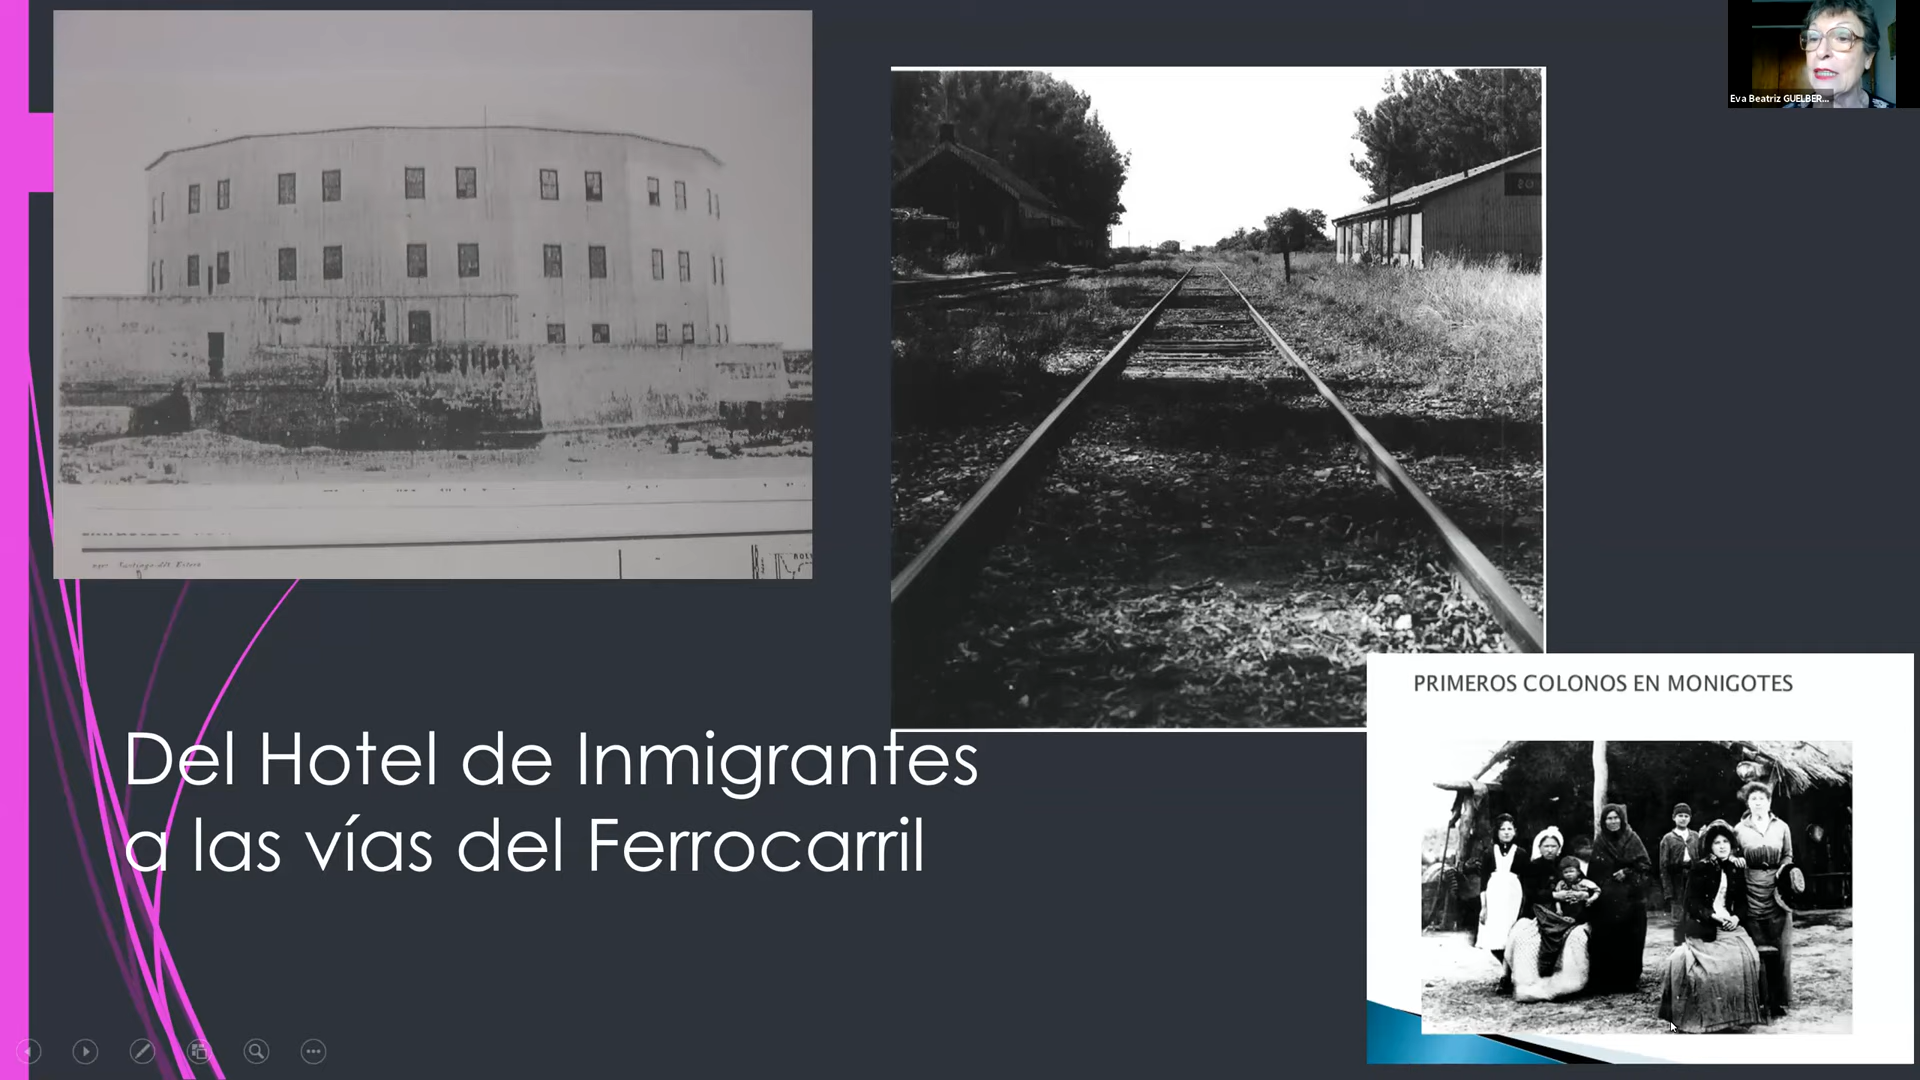 Eva Beatriz GUELBER...
PRIMEROS COLONOS EN MONIGOTES
Del Hotel de Inmigrantes
a las vías del Ferrocarril